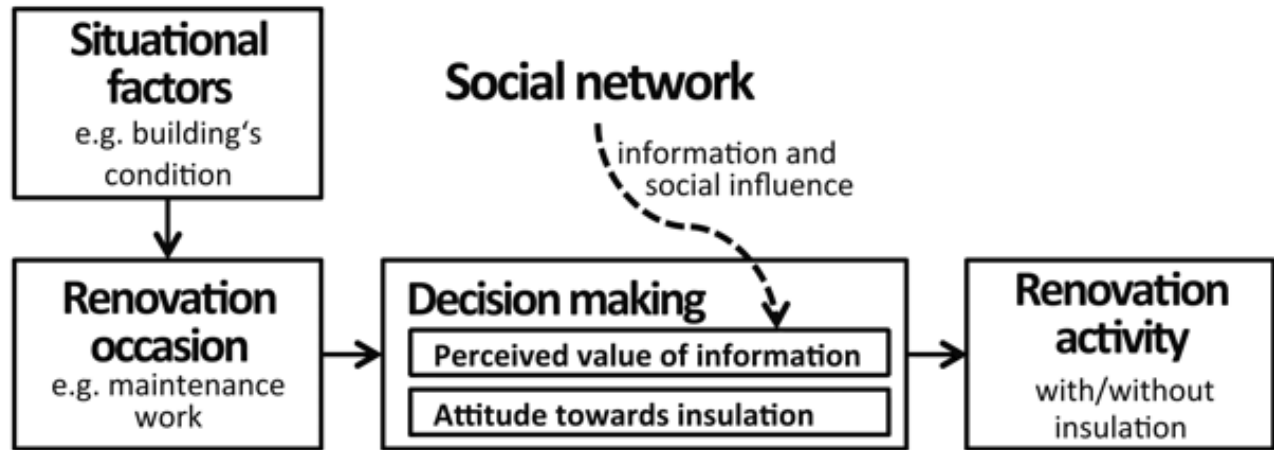 Situational
factors
e.g. building‘s
condition
Social network
information and
social influence
Renovation
occasion
e.g. maintenance
work
Decision making
Perceived value of information
Attitude towards insulation
Renovation
activity
with/without
insulation